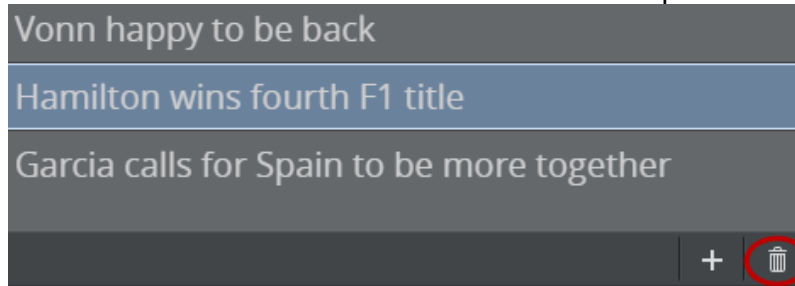 Vonn happy to be back
Hamilton wins fourth F1 title
Garcia calls for Spain to be more together
+